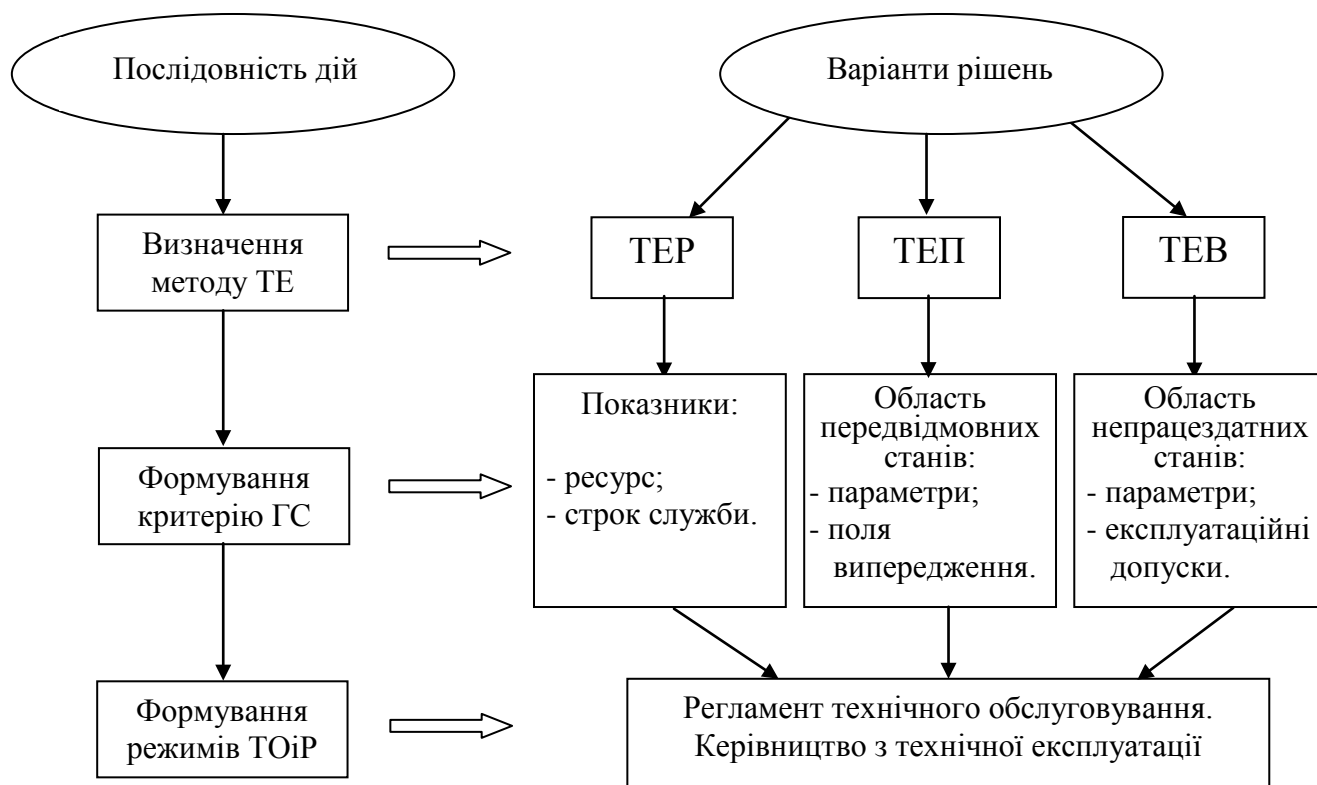 Послідовність дій
Варіанти рішень
Визначення
методу ТЕ
ТЕР
ТЕП
ТЕВ
Формування
критерію ГС
Показники:
- ресурс;
- строк служби.
Область
передвідмовних
станів:
- параметри;
- поля
випередження.
Область
непрацездатних
станів:
- параметри;
- експлуатаційні
допуски.
Формування
режимів ТОіР
Регламент технічного обслуговування.
Керівництво з технічної експлуатації